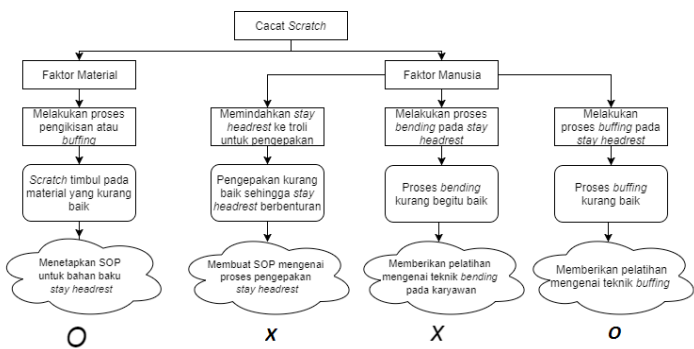 Cacat Scratch
Faktor Material
Faktor Manusia
Melakukan proses
pengikisan atau
buffing
Memindahkan stay
headrest ke troli
untuk pengepakan
Melakukan proses
bending pada stay
headrest
Melakukan
proses buffing pada
stay headrest
Scratch timbul pada
material yang kurang
baik
Pengepakan kurang
baik sehingga stay
headrest berbenturan
Proses bending
kurang begitu baik
Proses buffing
kurang baik
Menetapkan SOP
untuk bahan baku
stay headrest
Membuat SOP mengenai
proses pengepakan
stay headrest
Memberikan pelatihan
mengenai teknik bending
pada karyawan
Memberikan pelatihan
mengenai teknik buffing
O
X
X
O